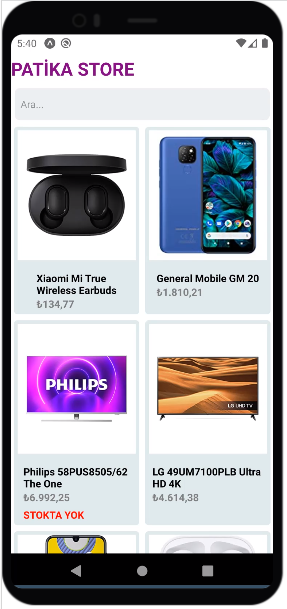 5:40
PATİKA STORE
Ara...
Xiaomi Mi True
Wireless Earbuds
₺134,77
General Mobile GM 20
₺1.810,21
PHILIPS
Philips 58PUS8505/62
The One
₺6.992,25
STOKTA YOK
LG UHD TV
LG 49UM7100PLB Ultra
HD 4K
₺4.614,38